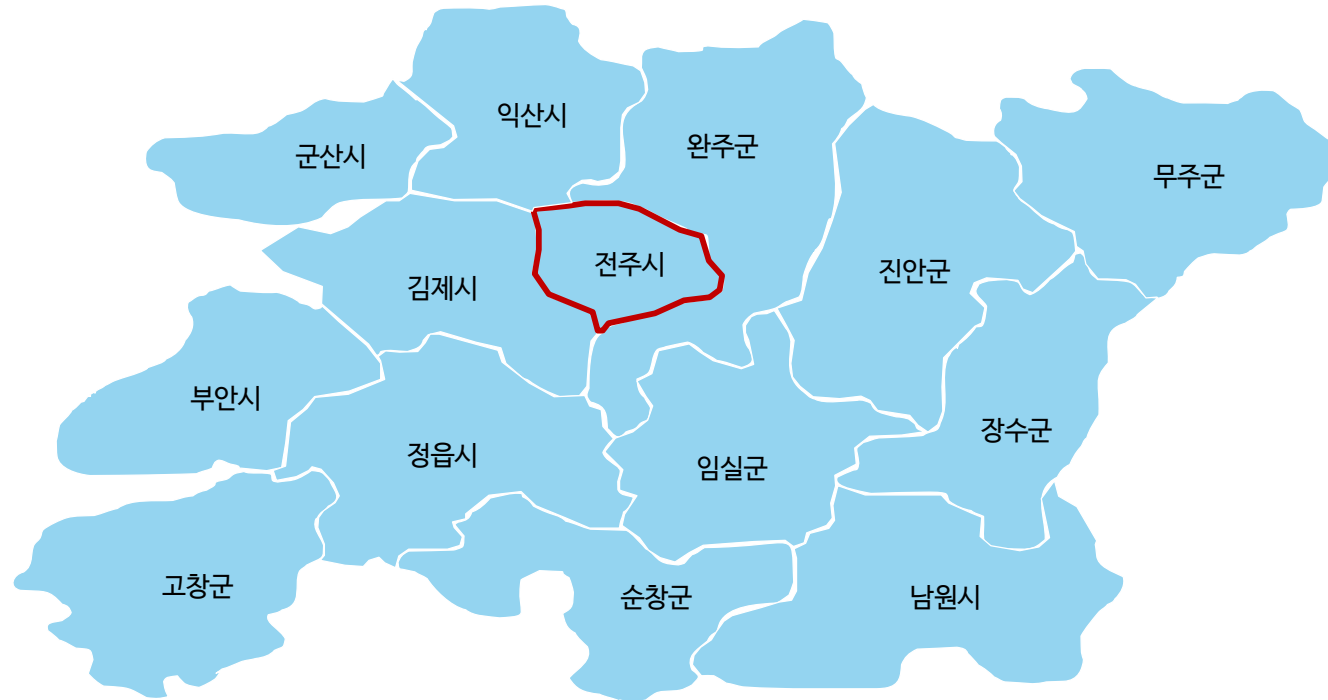 익산시
완주군
군산시
무주군
전주시
진안군
김제시
부안시
장수군
정읍시
임실군
고창군
순창군
남원시